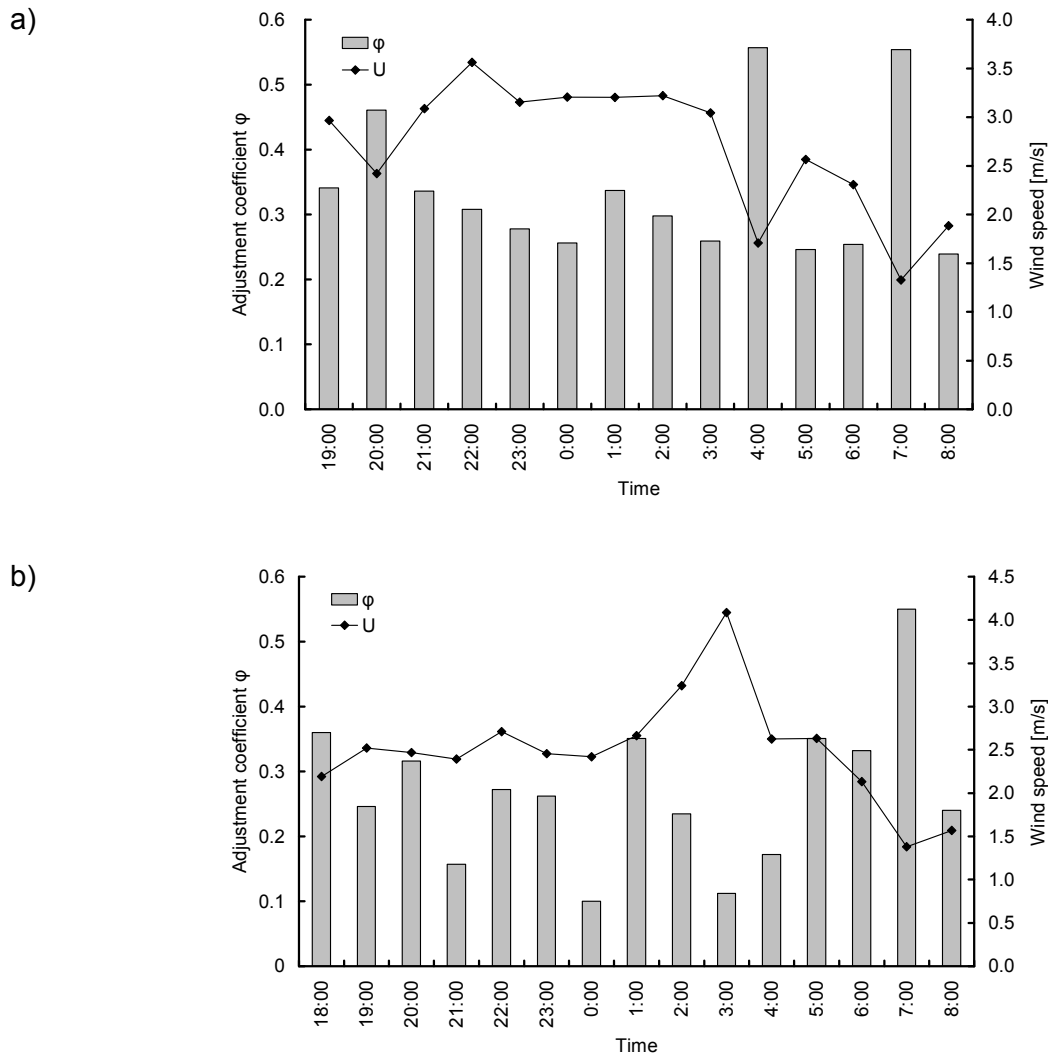 a)
0.6
0.5
0.4
0.3
0.2
0.1
0.0
Adjustment coefficient φ
φ
U
4.0
3.5
3.0
2.5
2.0
1.5
1.0
0.5
0.0
Wind speed [m/s]
19:00 20:00 21:00 22:00 23:00 0:00 1:00 2:00 3:00 4:00 5:00 6:00 7:00 8:00
Time
b)
0.6
0.5
0.4
0.3
0.2
0.1
0
Adjustment coefficient φ
φ
U
4.5
4.0
3.5
3.0
2.5
2.0
1.5
1.0
0.5
0.0
Wind speed [m/s]
18:00 19:00 20:00 21:00 22:00 23:00 0:00 1:00 2:00 3:00 4:00 5:00 6:00 7:00 8:00
Time